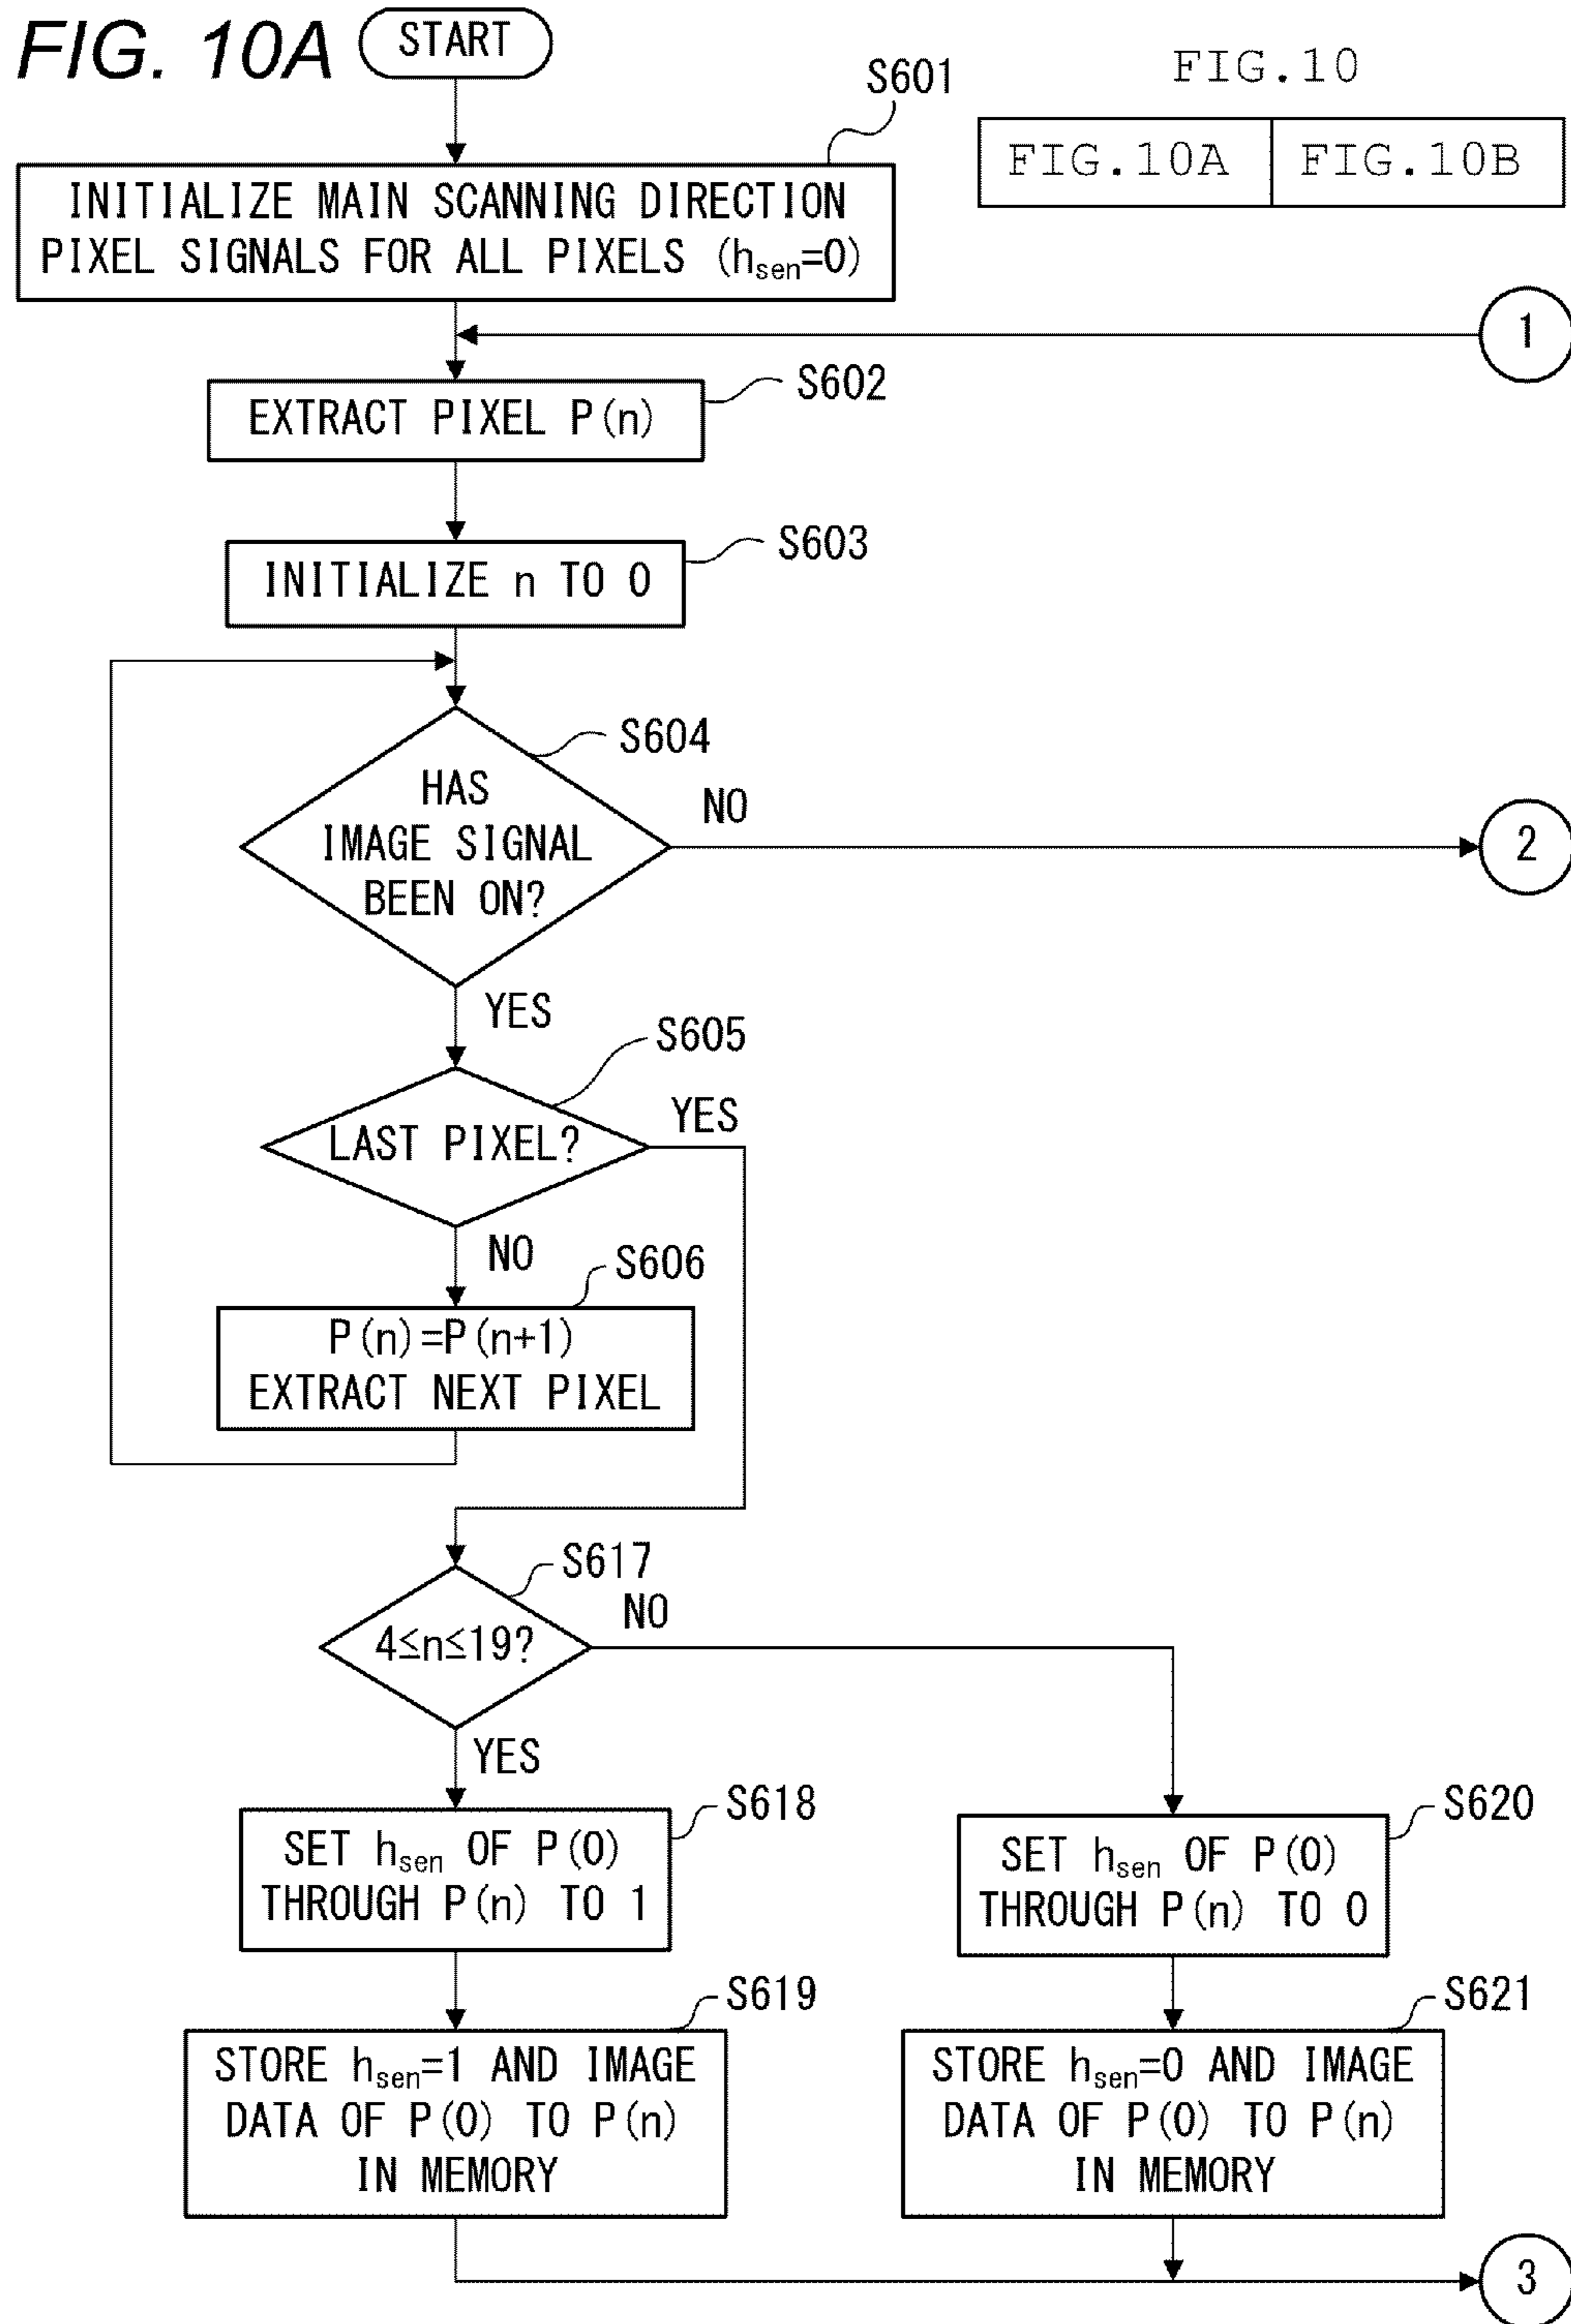 FIG. 10A
START
FIG.10
FIG.10A FIG.10B
S601
INITIALIZE MAIN SCANNING DIRECTION
PIXEL SIGNALS FOR ALL PIXELS (hsen=0)
1
S602
EXTRACT PIXEL P(n)
S603
INITIALIZE n TO 0
S604
HAS
IMAGE SIGNAL
BEEN ON?
NO
2
YES
S605
LAST PIXEL?
YES
NO
S606
P(n)=P(n+1)
EXTRACT NEXT PIXEL
S617
4≤n≤19?
NO
YES
S618
SET hsen OF P(0)
THROUGH P(n) TO 1
S620
SET hsen OF P(0)
THROUGH P(n) TO 0
S619
STORE hsen=1 AND IMAGE
DATA OF P(0) TO P(n)
IN MEMORY
S621
STORE hsen=0 AND IMAGE
DATA OF P(0) TO P(n)
IN MEMORY
3